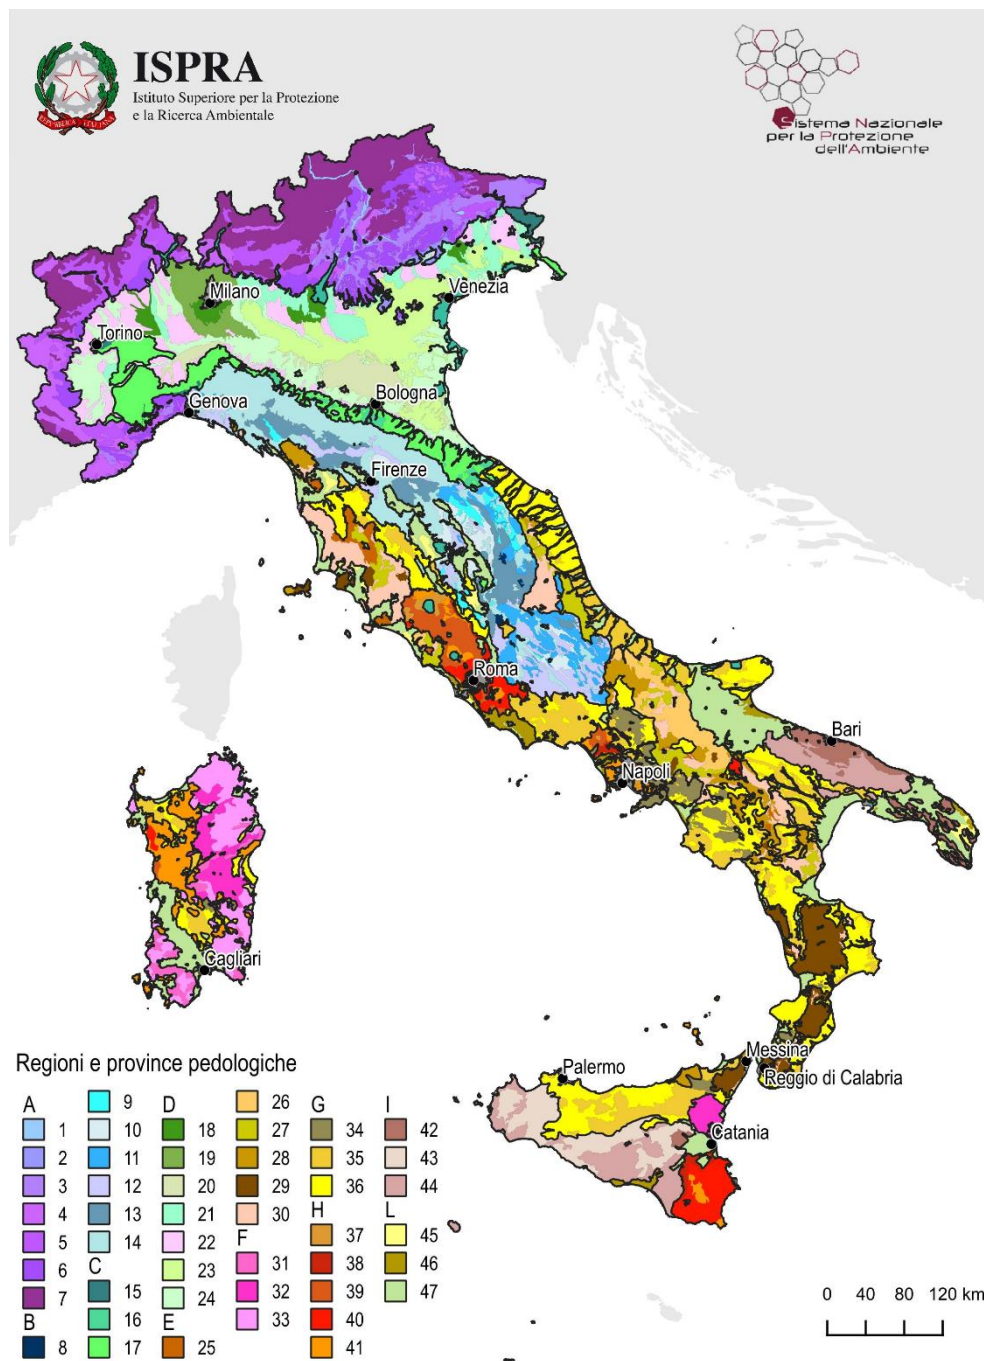 ISPRA
Istituto Superiore per la Protezione
e la Ricerca Ambientale
REPVBBLICA ITALIANA
Sistema Nazionale
per la Protezione
dell'Ambiente
Milano
Venezia
Torino
Bologna
Genova
Firenze
Roma
Bari
Napoli
Cagliari
Messina
Palermo
Reggio di Calabria
Catania
Regioni e province pedologiche
A
1
2
3
4
5
6
7
B
8
9
10
11
12
13
14
C
15
16
17
D
18
19
20
21
22
23
24
E
25
26
27
28
29
30
F
31
32
33
G
34
35
36
H
37
38
39
40
41
I
42
43
44
L
45
46
47
0 40 80 120 km